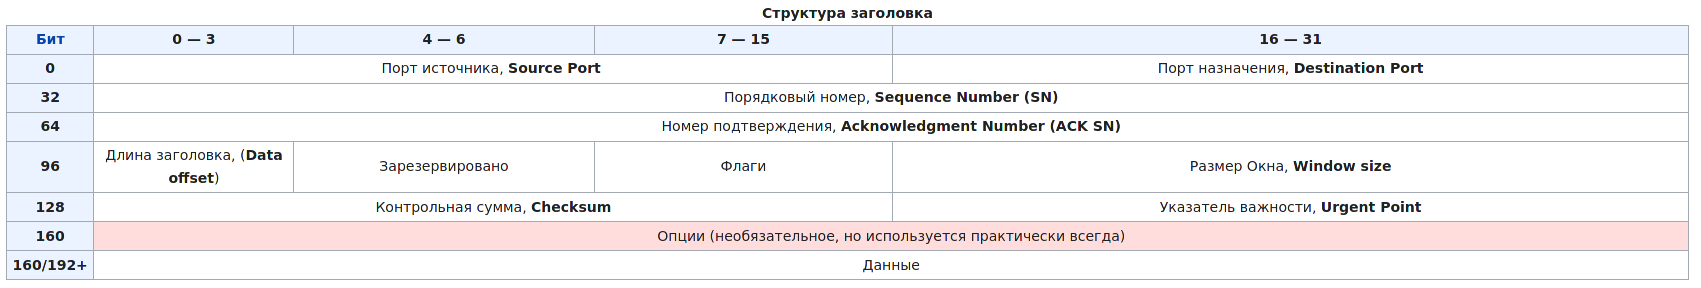 Структура заголовка
Бит 0 — 3 4 — 6 7 — 15 16 — 31
0 Порт источника, Source Port Порт назначения, Destination Port
32 Порядковый номер, Sequence Number (SN)
64 Номер подтверждения, Acknowledgment Number (ACK SN)
96 Длина заголовка, (Data
offset) Зарезервировано Флаги Размер Окна, Window size
128 Контрольная сумма, Checksum Указатель важности, Urgent Point
160 Опции (необязательное, но используется практически всегда)
160/192+ Данные